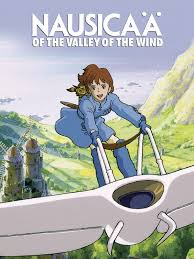 NAUSICAÄ
OF THE VALLEY OF THE WIND